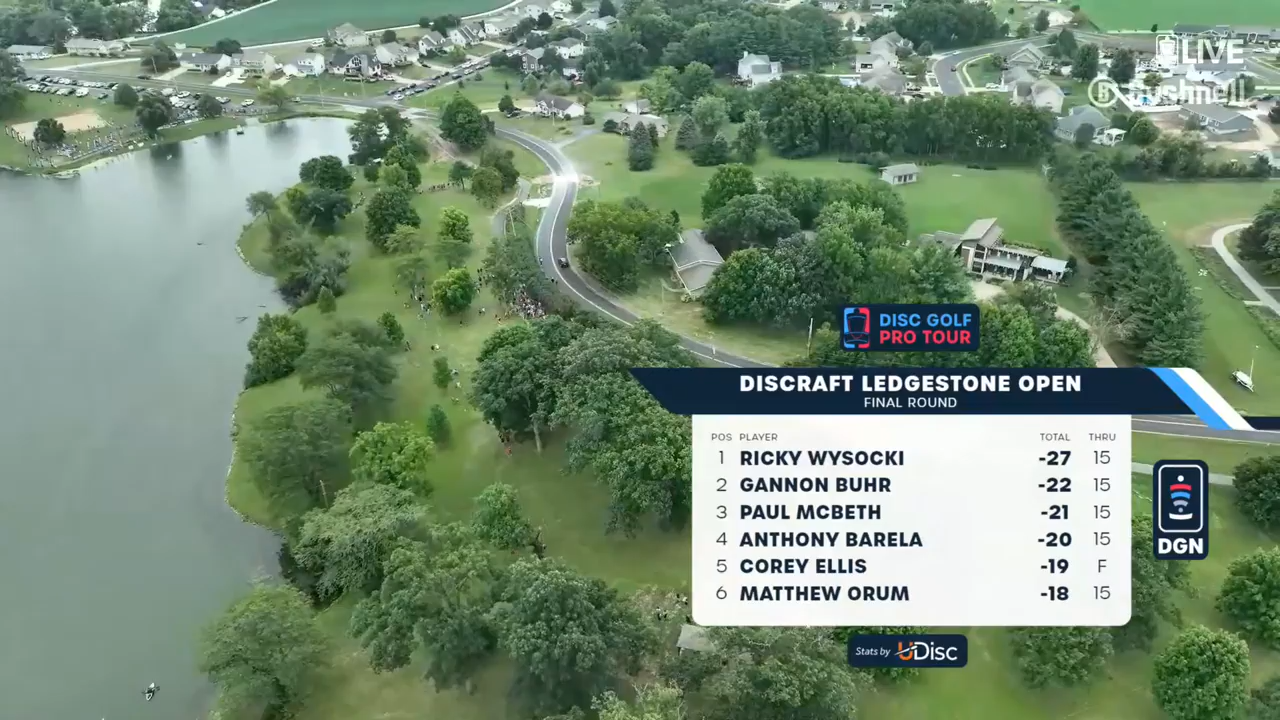 LIVE
Bushnell
DISC GOLF
PRO TOUR
DISCRAFT LEDGESTONE OPEN
FINAL ROUND
POS PLAYER TOTAL THRU
1 RICKY WYSOCKI -27 15
2 GANNON BUHR -22 15
3 PAUL MCBETH -21 15
4 ANTHONY BARELA -20 15
5 COREY ELLIS -19 F
6 MATTHEW ORUM -18 15
DGN
Stats by UDisc